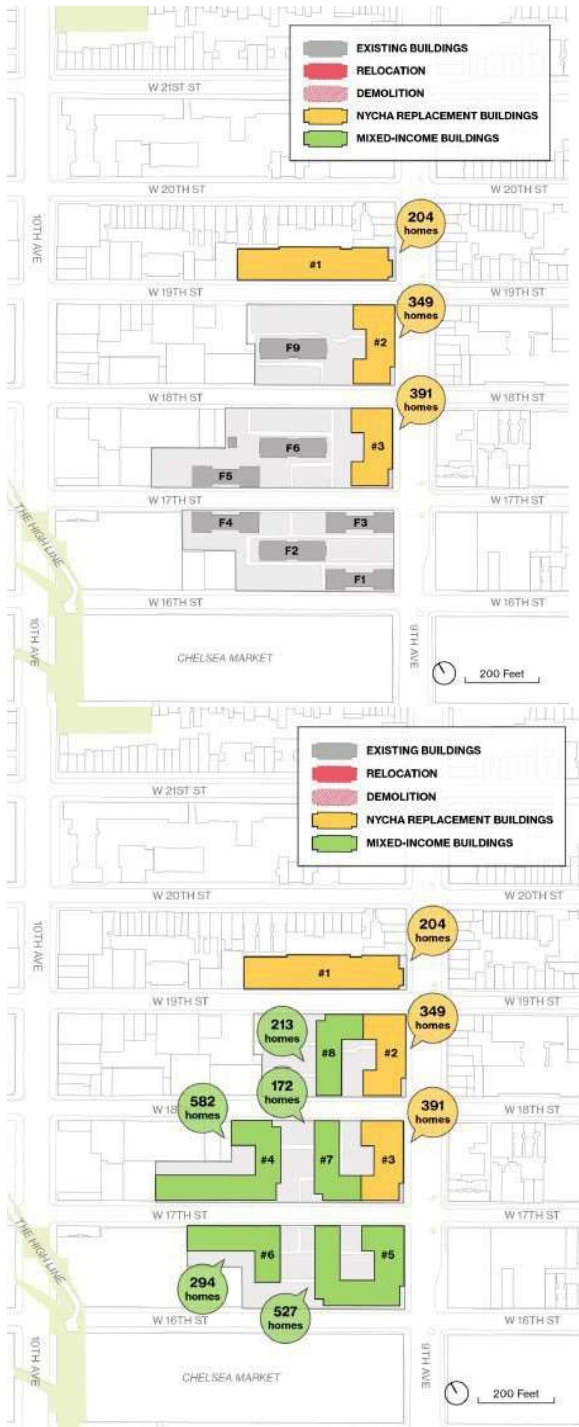 EXISTING BUILDINGS
RELOCATION
DEMOLITION
NYCHA REPLACEMENT BUILDINGS
MIXED-INCOME BUILDINGS
W 21ST ST
W 20TH ST
W 20TH ST
10TH AVE
204
homes
#1
W 19TH ST
W 19TH ST
349
homes
F9
#2
W 18TH ST
W 18TH ST
391
homes
F6
#3
F5
W 17TH ST
W 17TH ST
THE HIGH LINE
F4
F3
F2
F1
W 16TH ST
W 16TH ST
10TH AVE
CHELSEA MARKET
9TH AVE
200 Feet
EXISTING BUILDINGS
RELOCATION
DEMOLITION
NYCHA REPLACEMENT BUILDINGS
MIXED-INCOME BUILDINGS
W 21ST ST
W 20TH ST
W 20TH ST
10TH AVE
204
homes
#1
W 19TH ST
W 19TH ST
213
homes
349
homes
#8
#2
172
homes
582
homes
W 18
W 18TH ST
391
homes
#4
#7
#3
W 17TH ST
W 17TH ST
THE HIGH LINE
#6
#5
294
homes
527
homes
W 16TH ST
W 16TH ST
10TH AVE
CHELSEA MARKET
9TH AVE
200 Feet